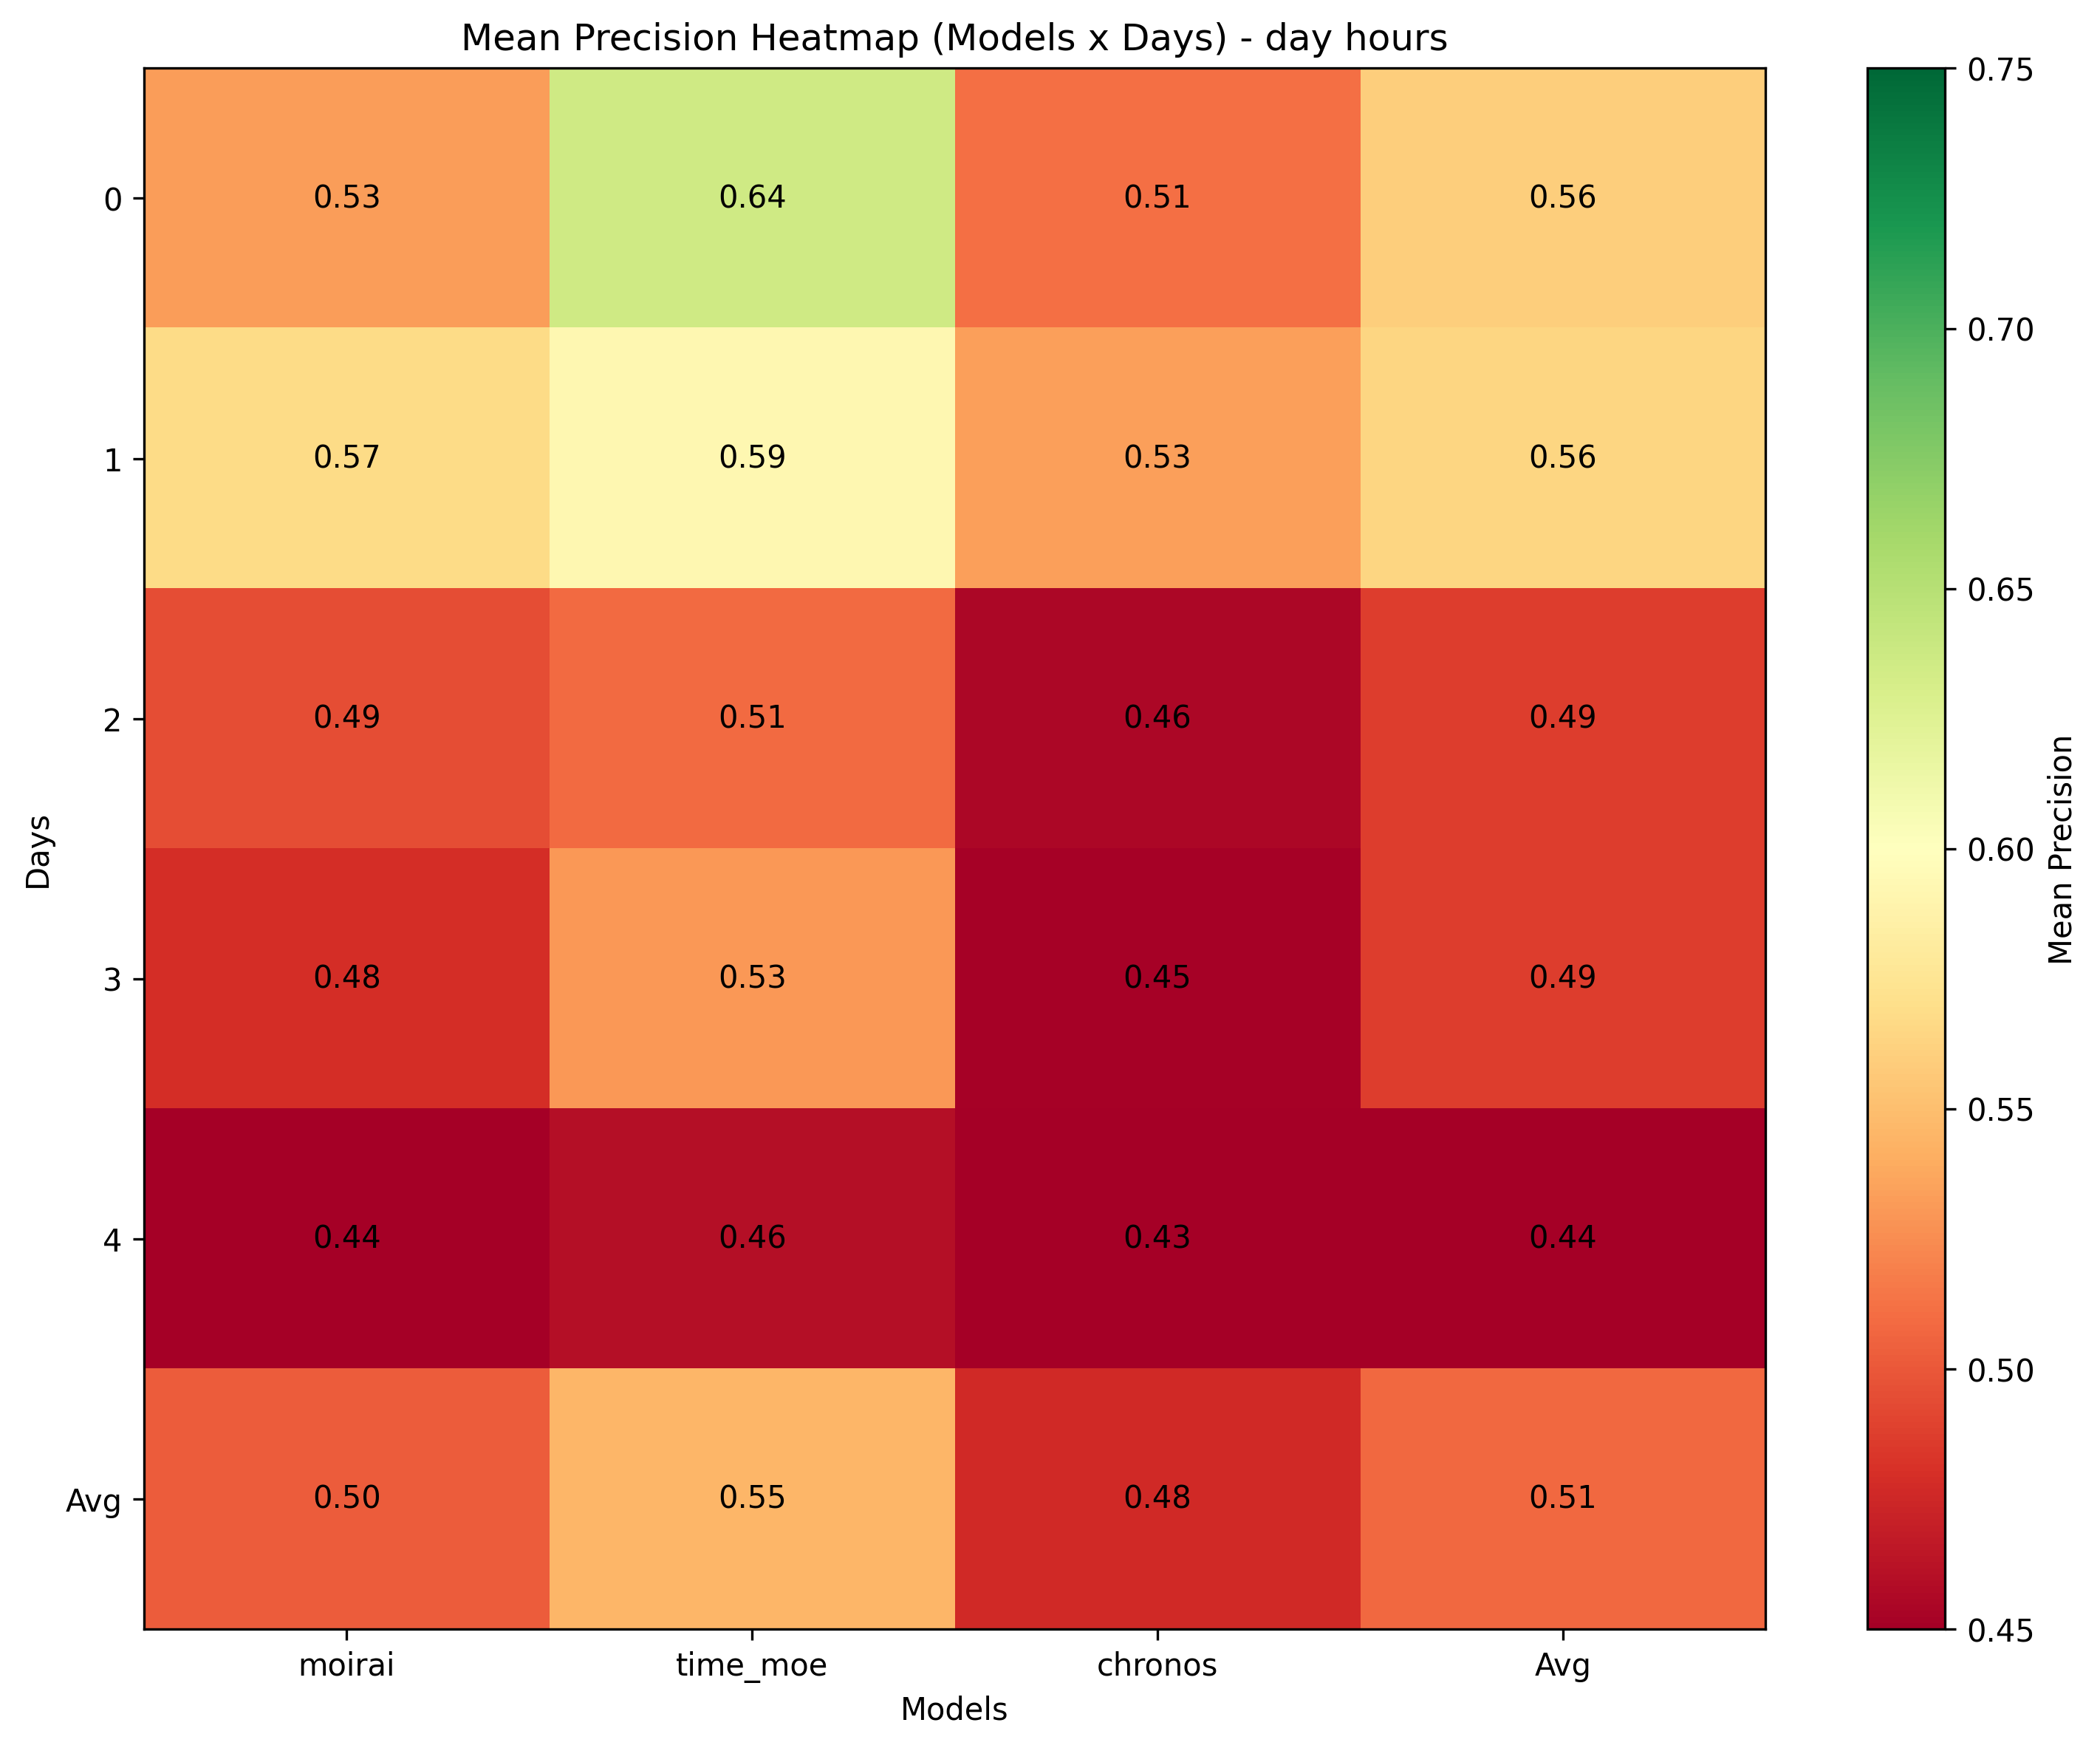 Mean Precision Heatmap (Models x Days) - day hours
0 0.53 0.64 0.51 0.56
1 0.57 0.59 0.53 0.56
2 0.49 0.51 0.46 0.49
3 0.48 0.53 0.45 0.49
4 0.44 0.46 0.43 0.44
Avg 0.50 0.55 0.48 0.51
moirai time_moe chronos Avg
Models
Days
0.75
0.70
0.65
0.60
0.55
0.50
0.45
Mean Precision